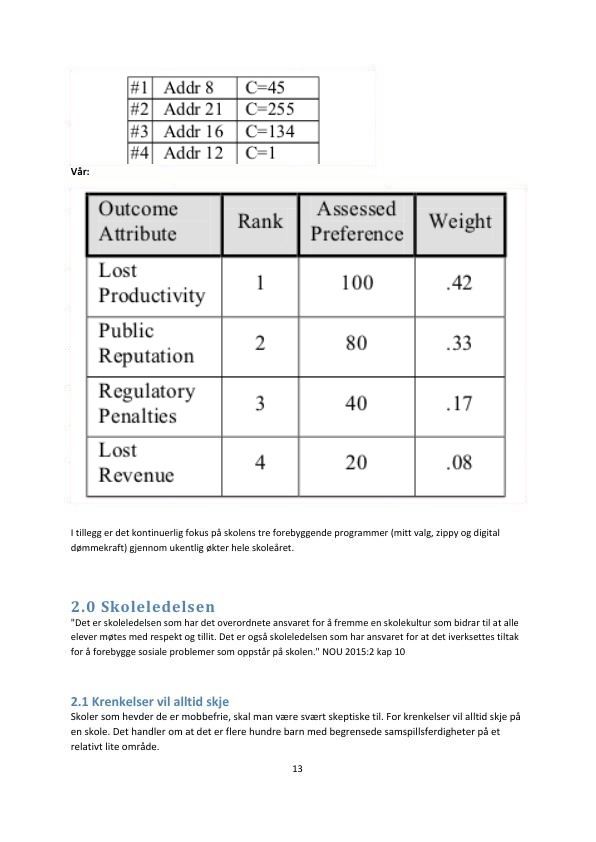 #1 Addr 8 C=45
#2 Addr 21 C=255
#3 Addr 16 C=134
#4 Addr 12 C=1
Vår:
Outcome Attribute Rank Assessed Preference Weight
Lost Productivity 1 100 .42
Public Reputation 2 80 .33
Regulatory Penalties 3 40 .17
Lost Revenue 4 20 .08
I tillegg er det kontinuerlig fokus på skolens tre forebyggende programmer (mitt valg, zippy og digital
dømmekraft) gjennom ukentlig økter hele skoleåret.
2.0 Skoleledelsen
"Det er skoleledelsen som har det overordnete ansvaret for å fremme en skolekultur som bidrar til at alle
elever møtes med respekt og tillit. Det er også skoleledelsen som har ansvaret for at det iverksettes tiltak
for å forebygge sosiale problemer som oppstår på skolen." NOU 2015:2 kap 10
2.1 Krenkelser vil alltid skje
Skoler som hevder de er mobbefrie, skal man være svært skeptiske til. For krenkelser vil alltid skje på
en skole. Det handler om at det er flere hundre barn med begrensede samspillsferdigheter på et
relativt lite område.
13